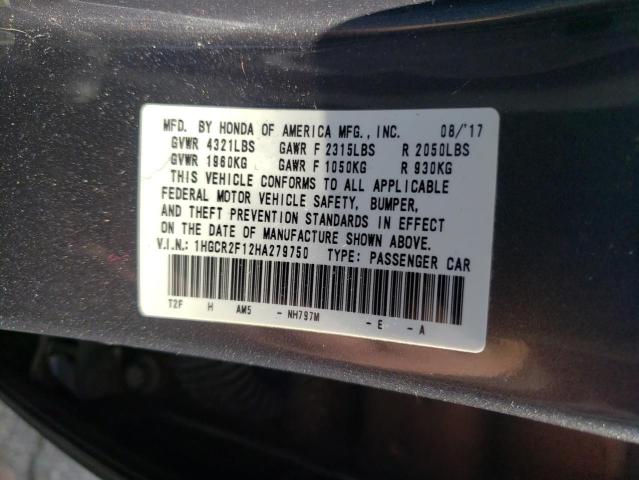 MFD. BY HONDA OF AMERICA MFG., INC. 08/'17
GVWR 4321LBS GAWR F 2315LBS R 2050LBS
GVWR 1960KG GAWR F 1050KG R 930KG
THIS VEHICLE CONFORMS TO ALL APPLICABLE
FEDERAL MOTOR VEHICLE SAFETY, BUMPER,
AND THEFT PREVENTION STANDARDS IN EFFECT
ON THE DATE OF MANUFACTURE SHOWN ABOVE.
V.I.N.: 1HGCR2F12HA279750 TYPE: PASSENGER CAR
T2F H AM5 - NH797M - E - A